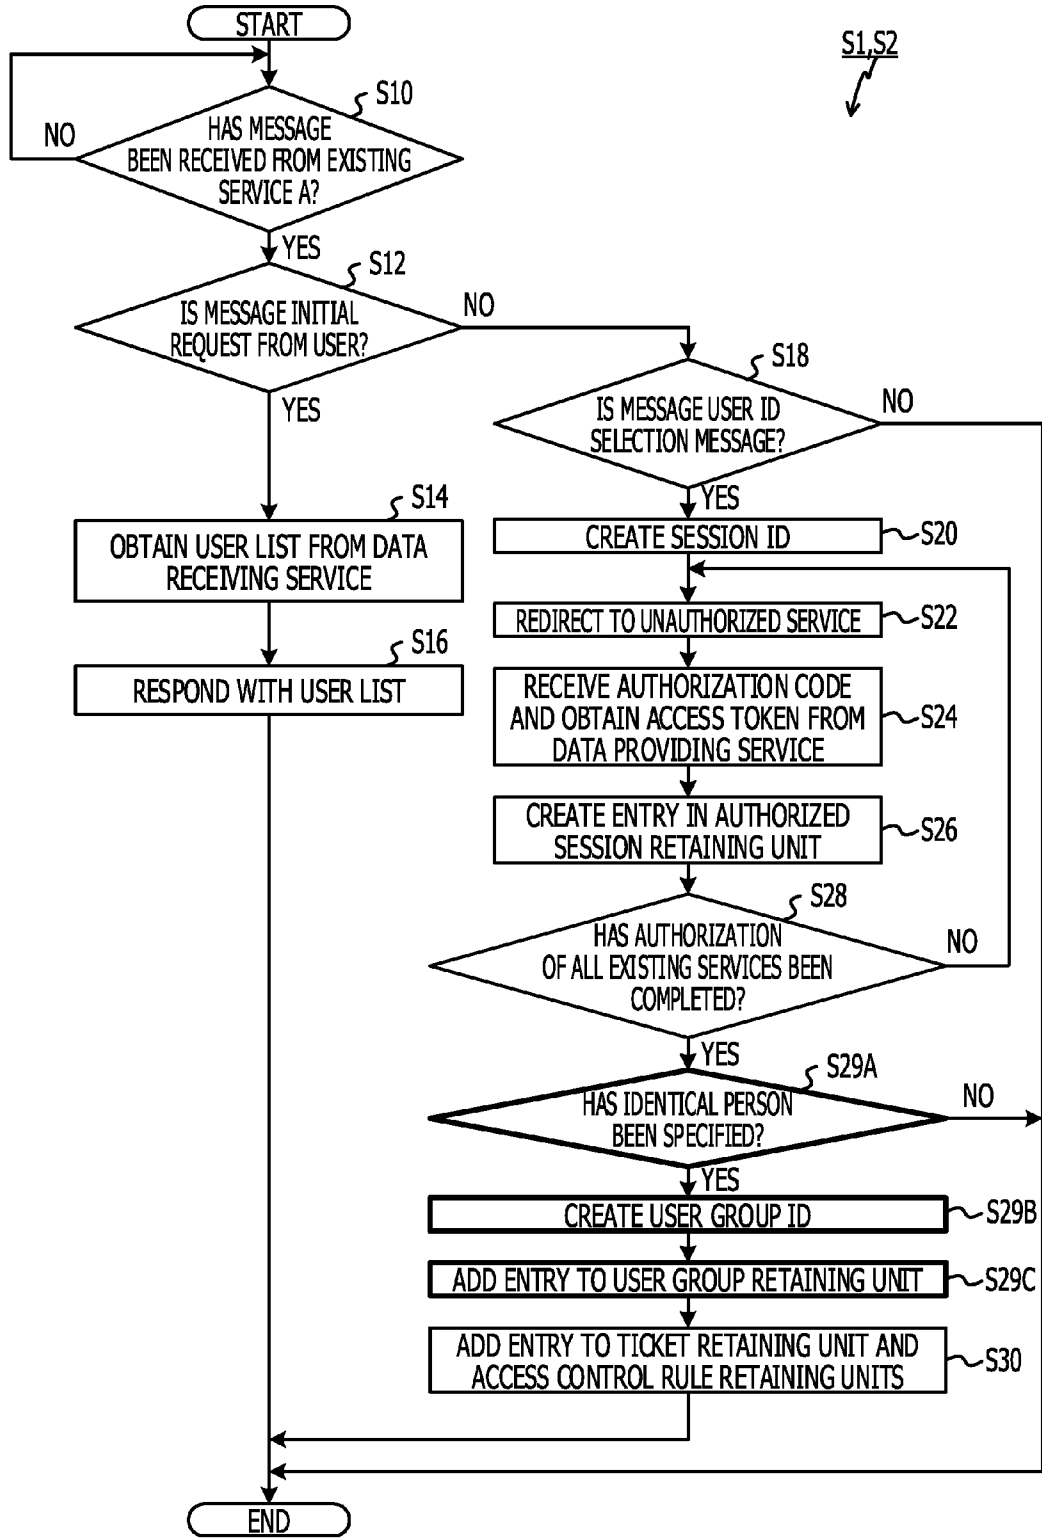 START
S1,S2
S10
NO
HAS MESSAGE
BEEN RECEIVED FROM EXISTING
SERVICE A?
YES
S12
IS MESSAGE INITIAL
REQUEST FROM USER?
NO
YES
S18
IS MESSAGE USER ID
SELECTION MESSAGE?
NO
YES
S14
OBTAIN USER LIST FROM DATA
RECEIVING SERVICE
S16
RESPOND WITH USER LIST
CREATE SESSION ID
S20
REDIRECT TO UNAUTHORIZED SERVICE
S22
RECEIVE AUTHORIZATION CODE
AND OBTAIN ACCESS TOKEN FROM
DATA PROVIDING SERVICE
S24
CREATE ENTRY IN AUTHORIZED
SESSION RETAINING UNIT
S26
S28
HAS AUTHORIZATION
OF ALL EXISTING SERVICES BEEN
COMPLETED?
NO
YES
S29A
HAS IDENTICAL PERSON
BEEN SPECIFIED?
NO
YES
CREATE USER GROUP ID
S29B
ADD ENTRY TO USER GROUP RETAINING UNIT
S29C
ADD ENTRY TO TICKET RETAINING UNIT AND
ACCESS CONTROL RULE RETAINING UNITS
S30
END